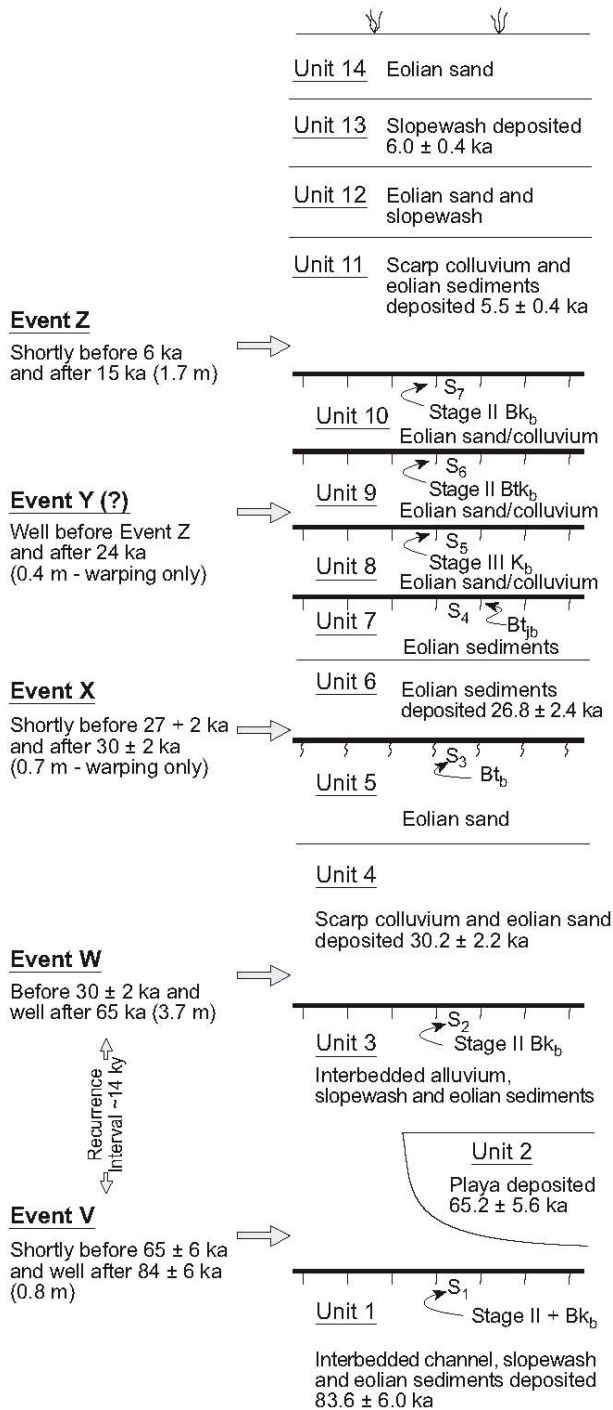 Unit 14 Eolian sand
Unit 13 Slopewash deposited
6.0 ± 0.4 ka
Unit 12 Eolian sand and
slopewash
Unit 11 Scarp colluvium and
eolian sediments
deposited 5.5 ± 0.4 ka
Event Z
Shortly before 6 ka
and after 15 ka (1.7 m)
S7
Stage II Bkb
Unit 10
Eolian sand/colluvium
S6
Stage II Btkb
Unit 9
Eolian sand/colluvium
Event Y (?)
Well before Event Z
and after 24 ka
(0.4 m - warping only)
S5
Stage III Kb
Unit 8
Eolian sand/colluvium
S4
Btjb
Unit 7
Eolian sediments
Unit 6
Eolian sediments
deposited 26.8 ± 2.4 ka
Event X
Shortly before 27 + 2 ka
and after 30 ± 2 ka
(0.7 m - warping only)
S3
Btb
Unit 5
Eolian sand
Unit 4
Scarp colluvium and eolian sand
deposited 30.2 ± 2.2 ka
Event W
Before 30 ± 2 ka and
well after 65 ka (3.7 m)
S2
Stage II Bkb
Unit 3
Interbedded alluvium,
slopewash and eolian sediments
Recurrence
Interval ~14 ky
Unit 2
Playa deposited
65.2 ± 5.6 ka
Event V
Shortly before 65 ± 6 ka
and well after 84 ± 6 ka
(0.8 m)
S1
Stage II + Bkb
Unit 1
Interbedded channel, slopewash
and eolian sediments deposited
83.6 ± 6.0 ka